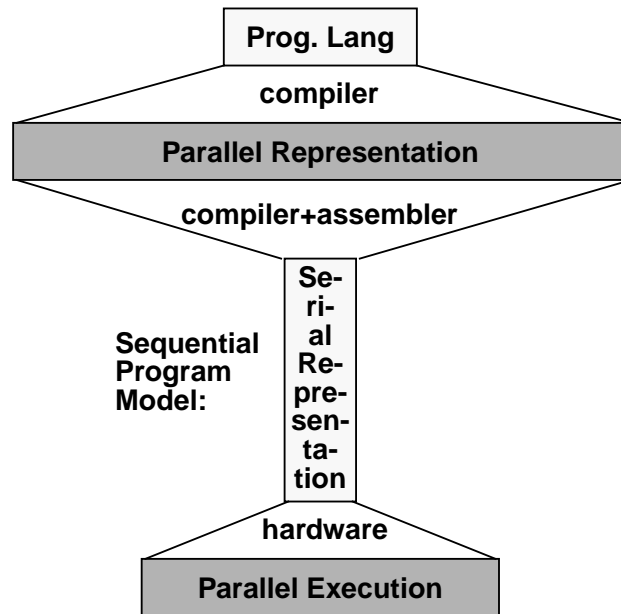 Prog. Lang
compiler
Parallel Representation
compiler+assembler
Se-
ri-
al
Re-
pre-
sen-
ta-
tion
Sequential
Program
Model:
hardware
Parallel Execution